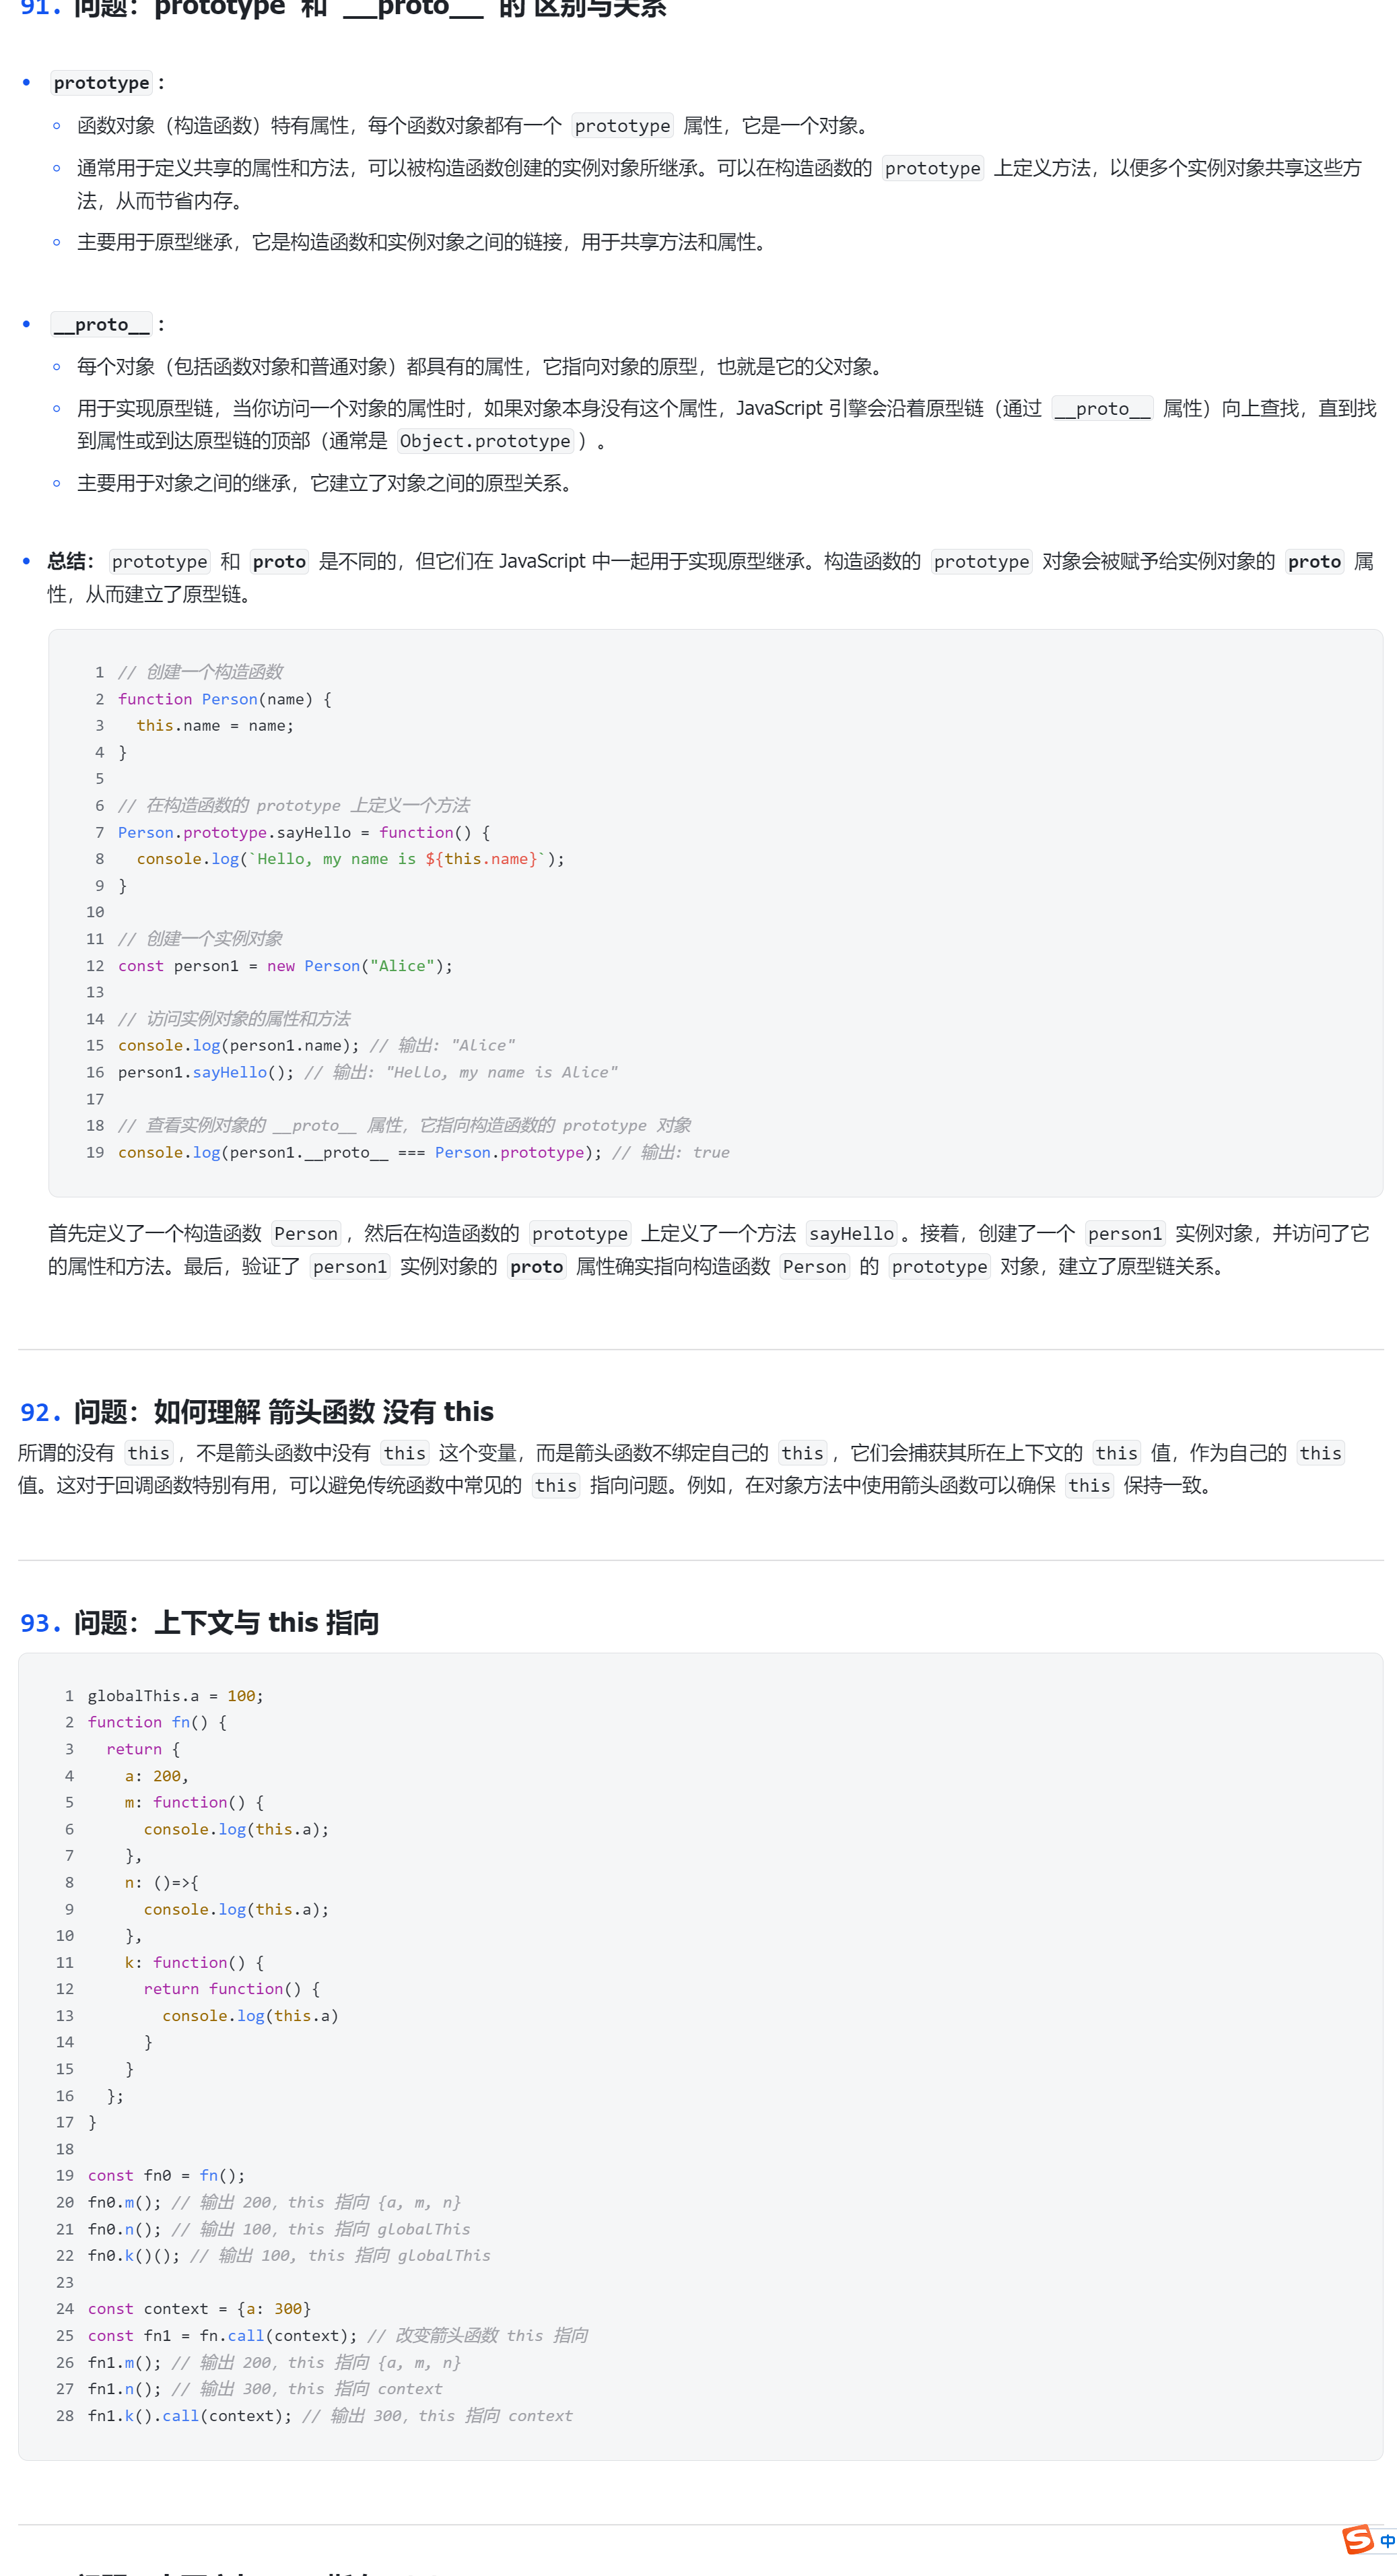 91. 问题：prototype 和 __proto__ 的 区别与关系
prototype：
函数对象（构造函数）特有属性，每个函数对象都有一个 prototype 属性，它是一个对象。
通常用于定义共享的属性和方法，可以被构造函数创建的实例对象所继承。可以在构造函数的 prototype 上定义方法，以便多个实例对象共享这些方
法，从而节省内存。
主要用于原型继承，它是构造函数和实例对象之间的链接，用于共享方法和属性。
__proto__：
每个对象（包括函数对象和普通对象）都具有的属性，它指向对象的原型，也就是它的父对象。
用于实现原型链，当你访问一个对象的属性时，如果对象本身没有这个属性，JavaScript 引擎会沿着原型链（通过 __proto__ 属性）向上查找，直到找
到属性或到达原型链的顶部（通常是 Object.prototype）。
主要用于对象之间的继承，它建立了对象之间的原型关系。
总结：prototype 和 proto 是不同的，但它们在 JavaScript 中一起用于实现原型继承。构造函数的 prototype 对象会被赋予给实例对象的 proto 属
性，从而建立了原型链。
1 // 创建一个构造函数
2 function Person(name) {
3   this.name = name;
4 }
5
6 // 在构造函数的 prototype 上定义一个方法
7 Person.prototype.sayHello = function() {
8   console.log(`Hello, my name is ${this.name}`);
9 }
10
11 // 创建一个实例对象
12 const person1 = new Person("Alice");
13
14 // 访问实例对象的属性和方法
15 console.log(person1.name); // 输出: "Alice"
16 person1.sayHello(); // 输出: "Hello, my name is Alice"
17
18 // 查看实例对象的 __proto__ 属性, 它指向构造函数的 prototype 对象
19 console.log(person1.__proto__ === Person.prototype); // 输出: true
首先定义了一个构造函数 Person，然后在构造函数的 prototype 上定义了一个方法 sayHello。接着，创建了一个 person1 实例对象，并访问了它
的属性和方法。最后，验证了 person1 实例对象的 proto 属性确实指向构造函数 Person 的 prototype 对象，建立了原型链关系。
92. 问题：如何理解 箭头函数 没有 this
所谓的没有 this，不是箭头函数中没有 this 这个变量，而是箭头函数不绑定自己的 this，它们会捕获其所在上下文的 this 值，作为自己的 this
值。这对于回调函数特别有用，可以避免传统函数中常见的 this 指向问题。例如，在对象方法中使用箭头函数可以确保 this 保持一致。
93. 问题：上下文与 this 指向
1 globalThis.a = 100;
2 function fn() {
3   return {
4     a: 200,
5     m: function() {
6       console.log(this.a);
7     },
8     n: ()=>{
9       console.log(this.a);
10     },
11     k: function() {
12       return function() {
13         console.log(this.a)
14       }
15     }
16   };
17 }
18
19 const fn0 = fn();
20 fn0.m(); // 输出 200, this 指向 {a, m, n}
21 fn0.n(); // 输出 100, this 指向 globalThis
22 fn0.k()(); // 输出 100, this 指向 globalThis
23
24 const context = {a: 300}
25 const fn1 = fn.call(context); // 改变箭头函数 this 指向
26 fn1.m(); // 输出 200, this 指向 {a, m, n}
27 fn1.n(); // 输出 300, this 指向 context
28 fn1.k().call(context); // 输出 300, this 指向 context
S 中